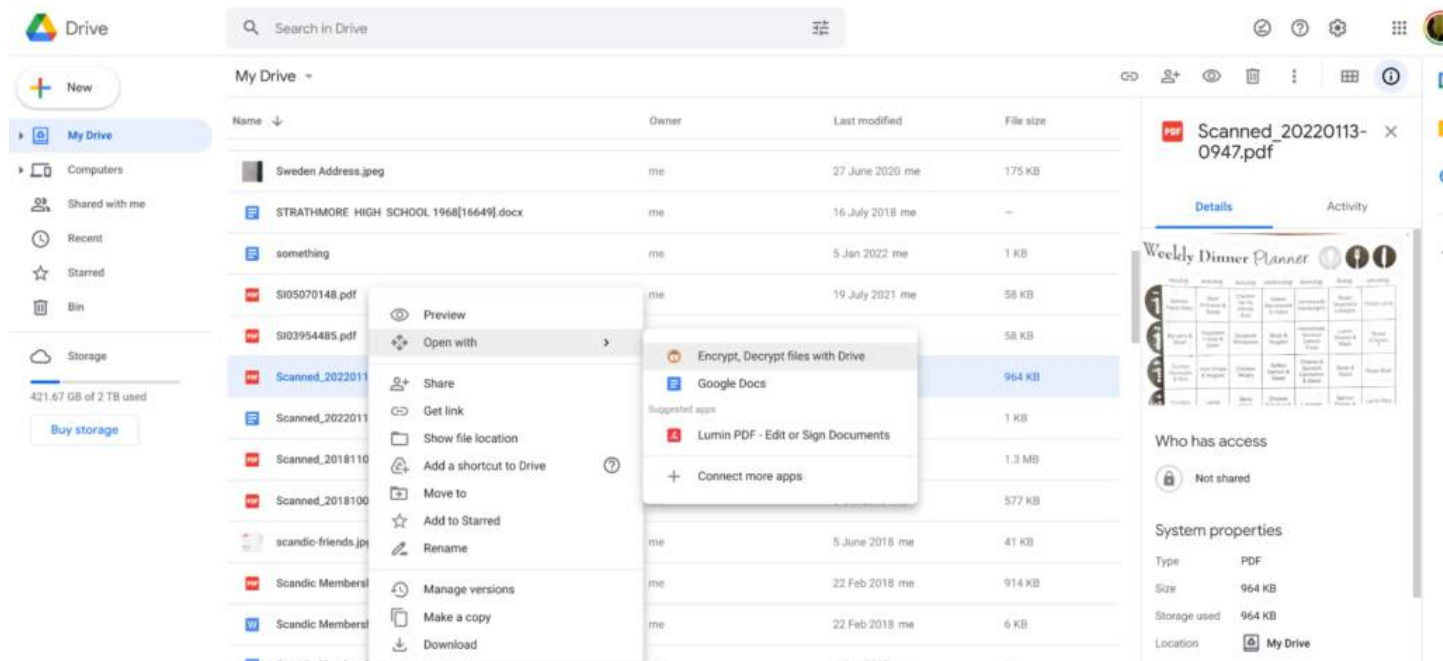 Drive
Search in Drive
New
My Drive
Computers
Shared with me
Recent
Starred
Bin
Storage
421.67 GB of 2 TB used
Buy storage
My Drive
Name Owner Last modified File size
Sweden Address.jpeg me 27 June 2020 me 175 KB
STRATHMORE HIGH SCHOOL 1968[16649].docx me 16 July 2018 me –
something me 5 Jan 2022 me 1 KB
SI05070148.pdf me 19 July 2021 me 58 KB
SI03954485.pdf 58 KB
Scanned_2022011 964 KB
Scanned_2022011 1 KB
Scanned_2018110 1.3 MB
Scanned_2018100 577 KB
scandic-friends.jp me 5 June 2018 me 41 KB
Scandic Members me 22 Feb 2018 me 914 KB
Scandic Members me 22 Feb 2018 me 6 KB
Preview
Open with
Share
Get link
Show file location
Add a shortcut to Drive
Move to
Add to Starred
Rename
Manage versions
Make a copy
Download
Encrypt, Decrypt files with Drive
Google Docs
Suggested apps
Lumin PDF - Edit or Sign Documents
Connect more apps
PDF
Scanned_20220113-
0947.pdf
Details Activity
Weekly Dinner Planner
Who has access
Not shared
System properties
Type PDF
Size 964 KB
Storage used 964 KB
Location My Drive